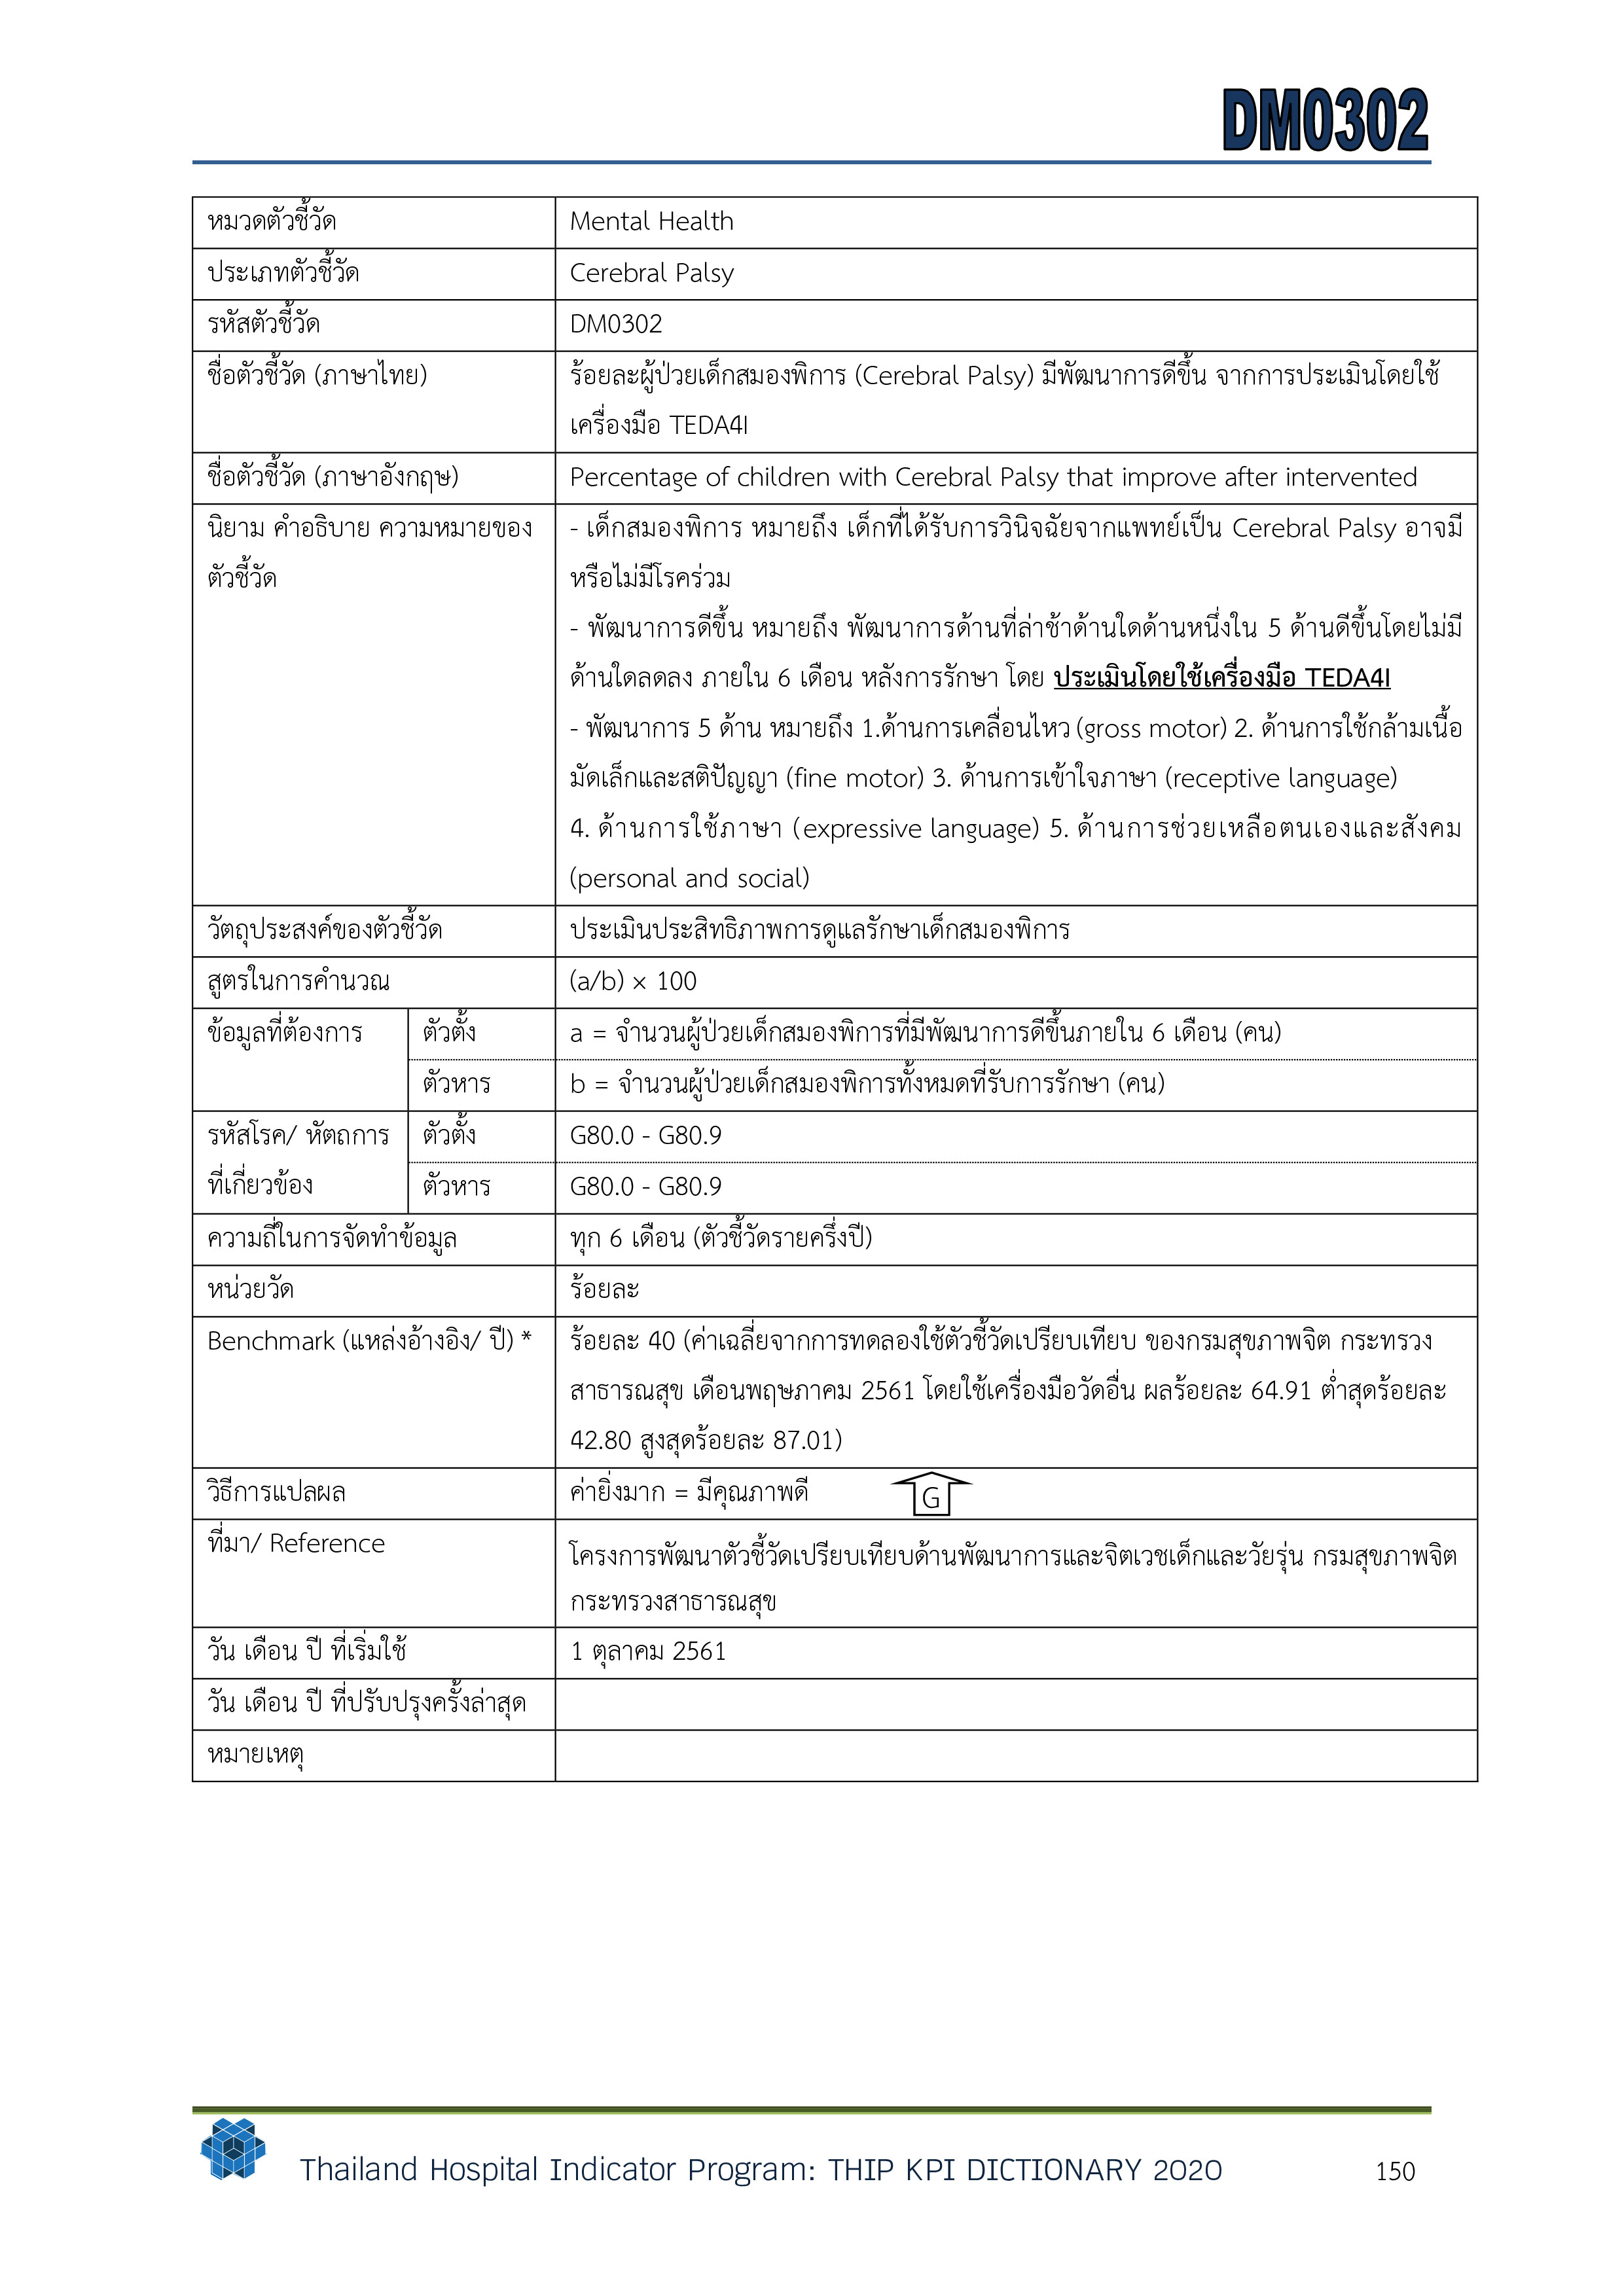 DM0302
หมวดตัวชี้วัด
Mental Health
ประเภทตัวชี้วัด
Cerebral Palsy
รหัสตัวชี้วัด
DM0302
ชื่อตัวชี้วัด (ภาษาไทย)
ร้อยละผู้ป่วยเด็กสมองพิการ (Cerebral Palsy) มีพัฒนาการดีขึ้น จากการประเมินโดยใช้
เครื่องมือ TEDA4I
ชื่อตัวชี้วัด (ภาษาอังกฤษ)
Percentage of children with Cerebral Palsy that improve after intervented
นิยาม คำอธิบาย ความหมายของ
ตัวชี้วัด
- เด็กสมองพิการ หมายถึง เด็กที่ได้รับการวินิจฉัยจากแพทย์เป็น Cerebral Palsy อาจมี
หรือไม่มีโรคร่วม
- พัฒนาการดีขึ้น หมายถึง พัฒนาการด้านที่ล่าช้าด้านใดด้านหนึ่งใน 5 ด้านดีขึ้นโดยไม่มี
ด้านใดลดลง ภายใน 6 เดือน หลังการรักษา โดย ประเมินโดยใช้เครื่องมือ TEDA4I
- พัฒนาการ 5 ด้าน หมายถึง 1.ด้านการเคลื่อนไหว (gross motor) 2. ด้านการใช้กล้ามเนื้อ
มัดเล็กและสติปัญญา (fine motor) 3. ด้านการเข้าใจภาษา (receptive language)
4. ด้านการใช้ภาษา (expressive language) 5. ด้านการช่วยเหลือตนเองและสังคม
(personal and social)
วัตถุประสงค์ของตัวชี้วัด
ประเมินประสิทธิภาพการดูแลรักษาเด็กสมองพิการ
สูตรในการคำนวณ
(a/b) × 100
ข้อมูลที่ต้องการ
ตัวตั้ง
a = จำนวนผู้ป่วยเด็กสมองพิการที่มีพัฒนาการดีขึ้นภายใน 6 เดือน (คน)
ตัวหาร
b = จำนวนผู้ป่วยเด็กสมองพิการทั้งหมดที่รับการรักษา (คน)
รหัสโรค/ หัตถการ
ที่เกี่ยวข้อง
ตัวตั้ง
G80.0 - G80.9
ตัวหาร
G80.0 - G80.9
ความถี่ในการจัดทำข้อมูล
ทุก 6 เดือน (ตัวชี้วัดรายครึ่งปี)
หน่วยวัด
ร้อยละ
Benchmark (แหล่งอ้างอิง/ ปี) *
ร้อยละ 40 (ค่าเฉลี่ยจากการทดลองใช้ตัวชี้วัดเปรียบเทียบ ของกรมสุขภาพจิต กระทรวง
สาธารณสุข เดือนพฤษภาคม 2561 โดยใช้เครื่องมือวัดอื่น ผลร้อยละ 64.91 ต่ำสุดร้อยละ
42.80 สูงสุดร้อยละ 87.01)
วิธีการแปลผล
ค่ายิ่งมาก = มีคุณภาพดี
G
ที่มา/ Reference
โครงการพัฒนาตัวชี้วัดเปรียบเทียบด้านพัฒนาการและจิตเวชเด็กและวัยรุ่น กรมสุขภาพจิต
กระทรวงสาธารณสุข
วัน เดือน ปี ที่เริ่มใช้
1 ตุลาคม 2561
วัน เดือน ปี ที่ปรับปรุงครั้งล่าสุด
หมายเหตุ
Thailand Hospital Indicator Program: THIP KPI DICTIONARY 2020
150